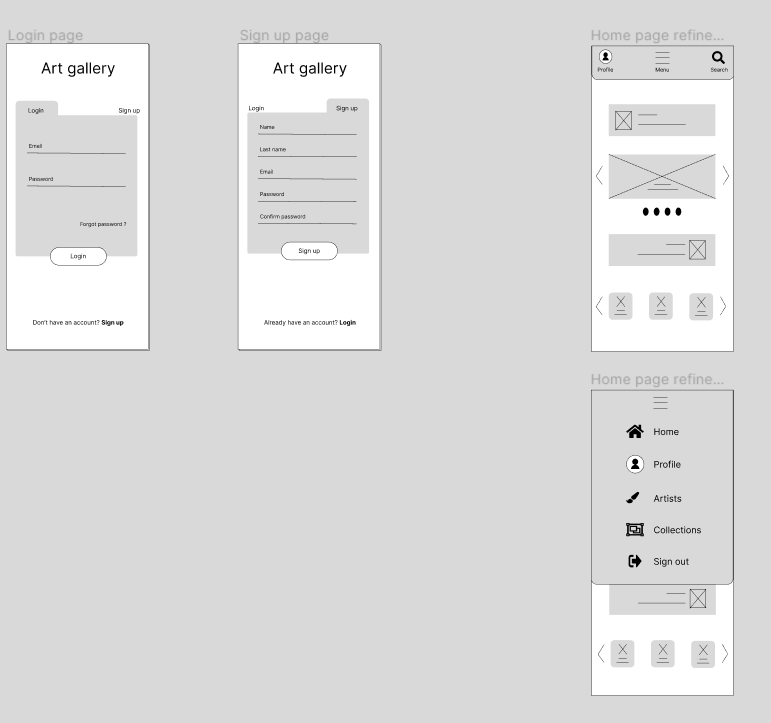 Login page
Art gallery
Login
Sign up
Email
Password
Forgot password ?
Login
Don't have an account? Sign up
Sign up page
Art gallery
Login
Sign up
Name
Last name
Email
Password
Confirm password
Sign up
Already have an account? Login
Home page refine...
Profile
Menu
Search
Home page refine...
Home
Profile
Artists
Collections
Sign out